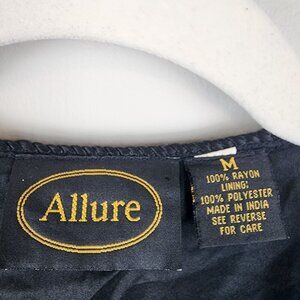 Allure
M
100% RAYON
LINING:
100% POLYESTER
MADE IN INDIA
SEE REVERSE
FOR CARE